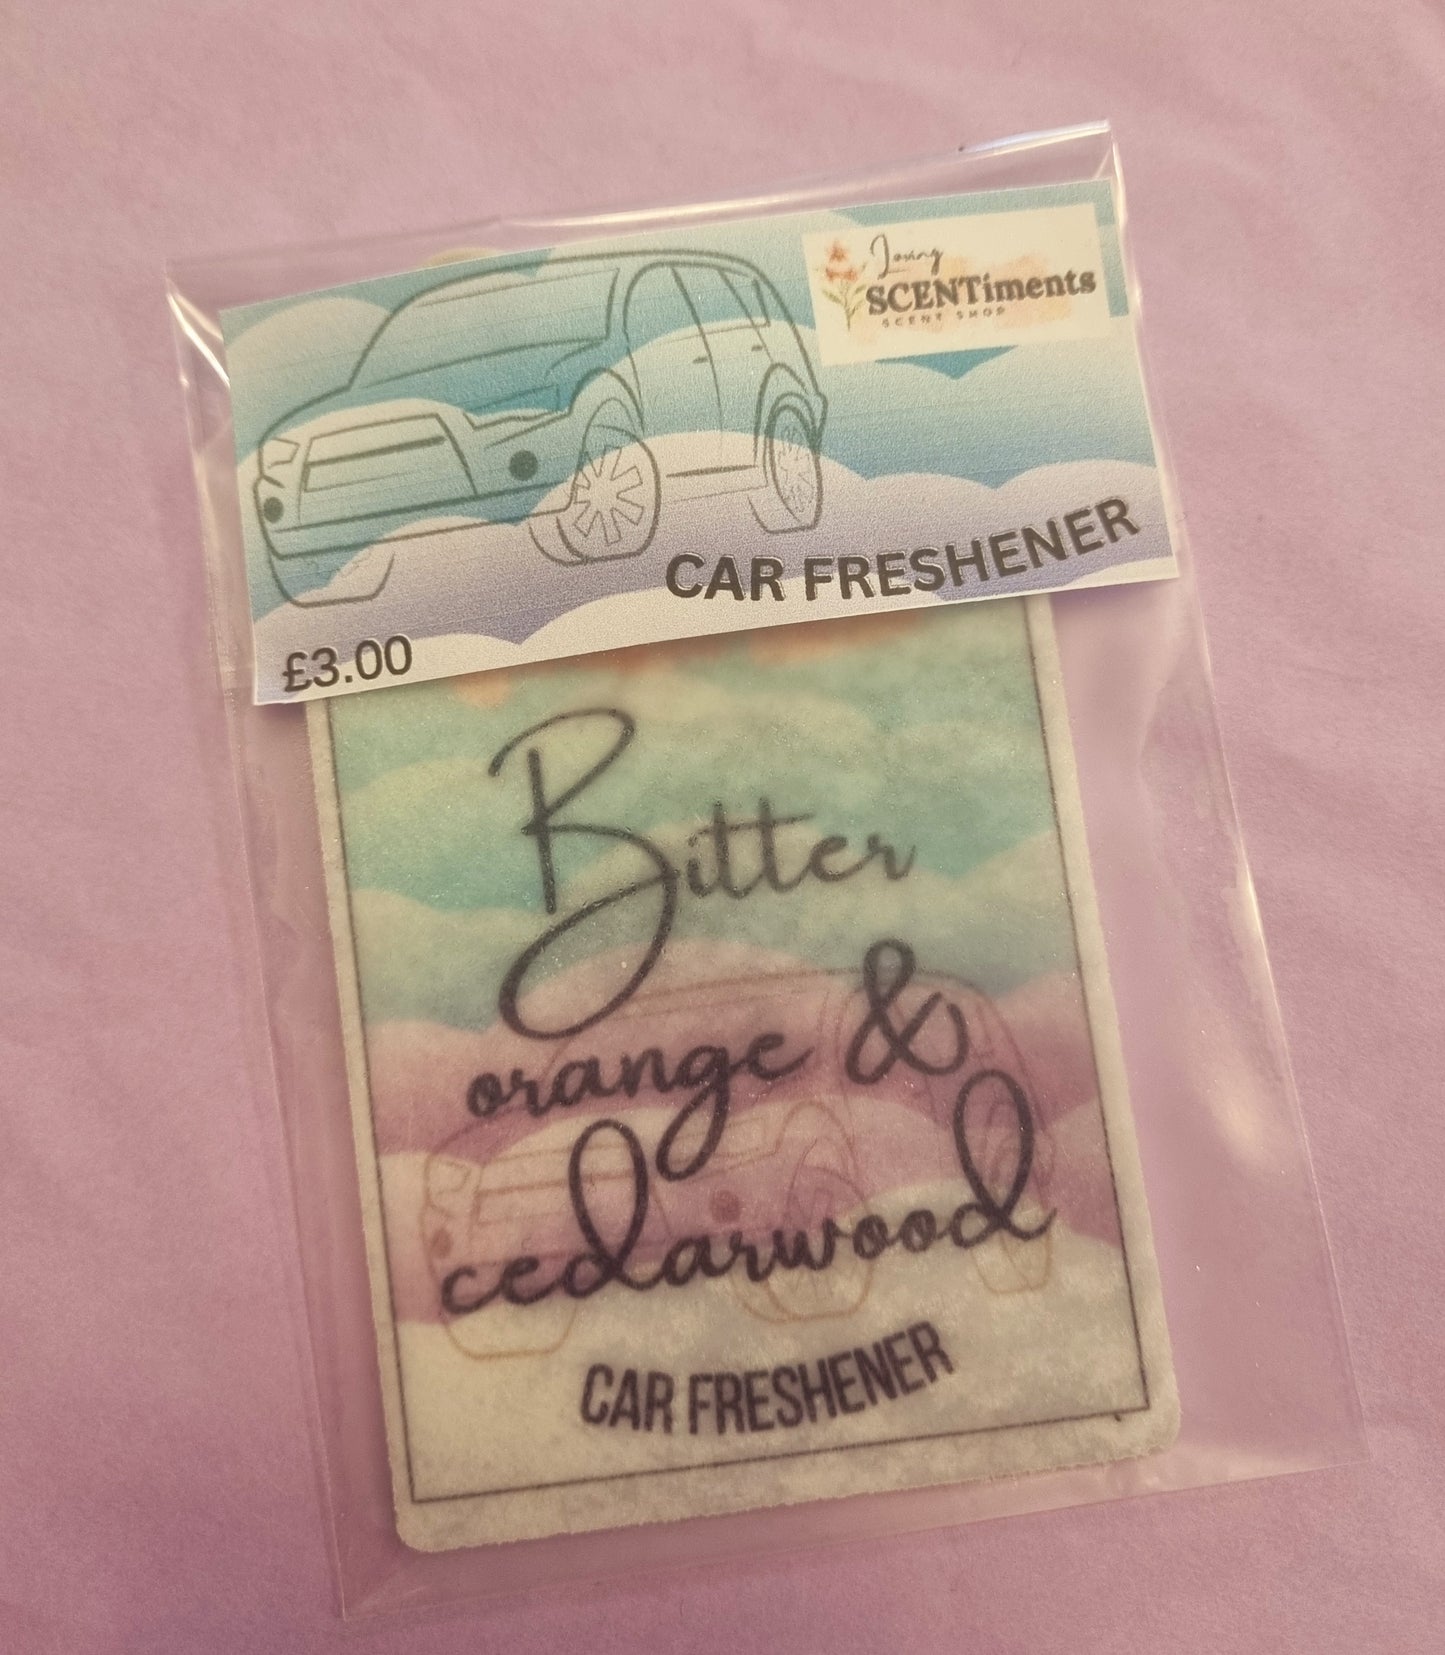 Loving
SCENTiments
SCENT SHOP
CAR FRESHENER
£3.00
Bitter
orange &
cedarwood
CAR FRESHENER